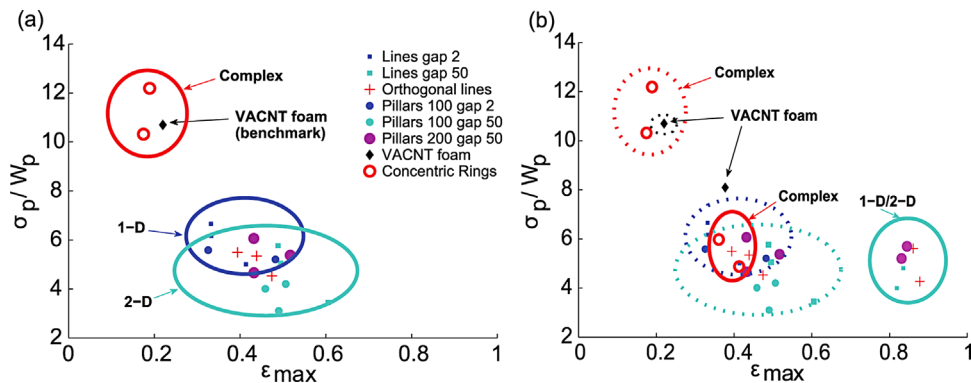 (a)
14
12
10
8
6
4
2
0
0.2
0.4
0.6
0.8
1
σp/Wp
εmax
Complex
VACNT foam
(benchmark)
1-D
2-D
Lines gap 2
Lines gap 50
Orthogonal lines
Pillars 100 gap 2
Pillars 100 gap 50
Pillars 200 gap 50
VACNT foam
Concentric Rings
(b)
14
12
10
8
6
4
2
0
0.2
0.4
0.6
0.8
1
σp/Wp
εmax
Complex
VACNT foam
Complex
1-D/2-D